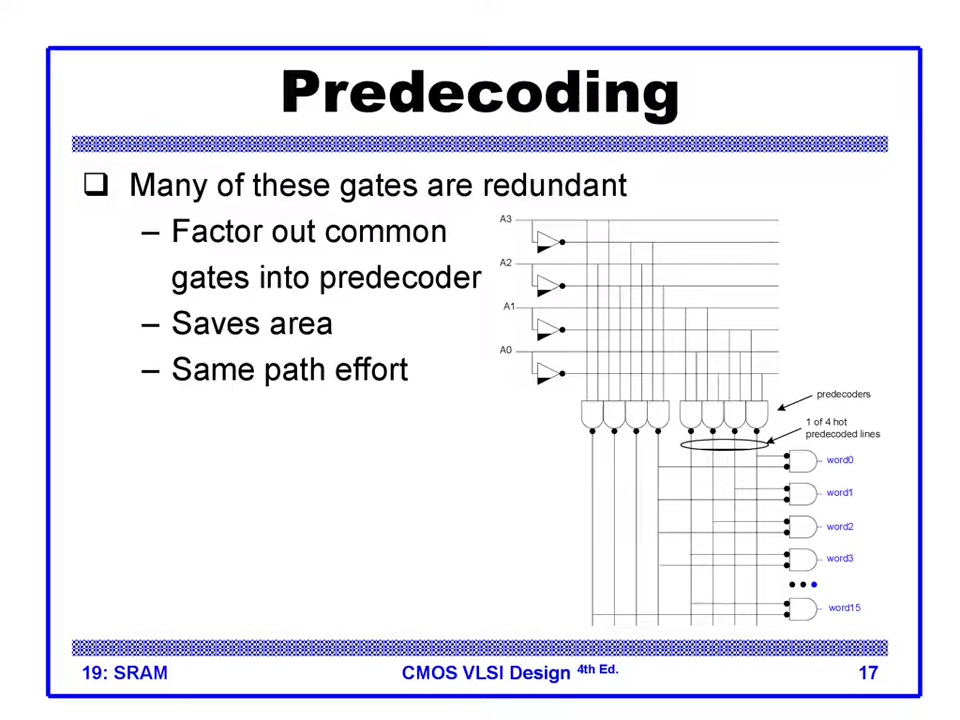 Predecoding
❑ Many of these gates are redundant
– Factor out common
gates into predecoder
– Saves area
– Same path effort
A3
A2
A1
A0
predecoders
1 of 4 hot
predecoded lines
word0
word1
word2
word3
word15
19: SRAM
CMOS VLSI Design 4th Ed.
17